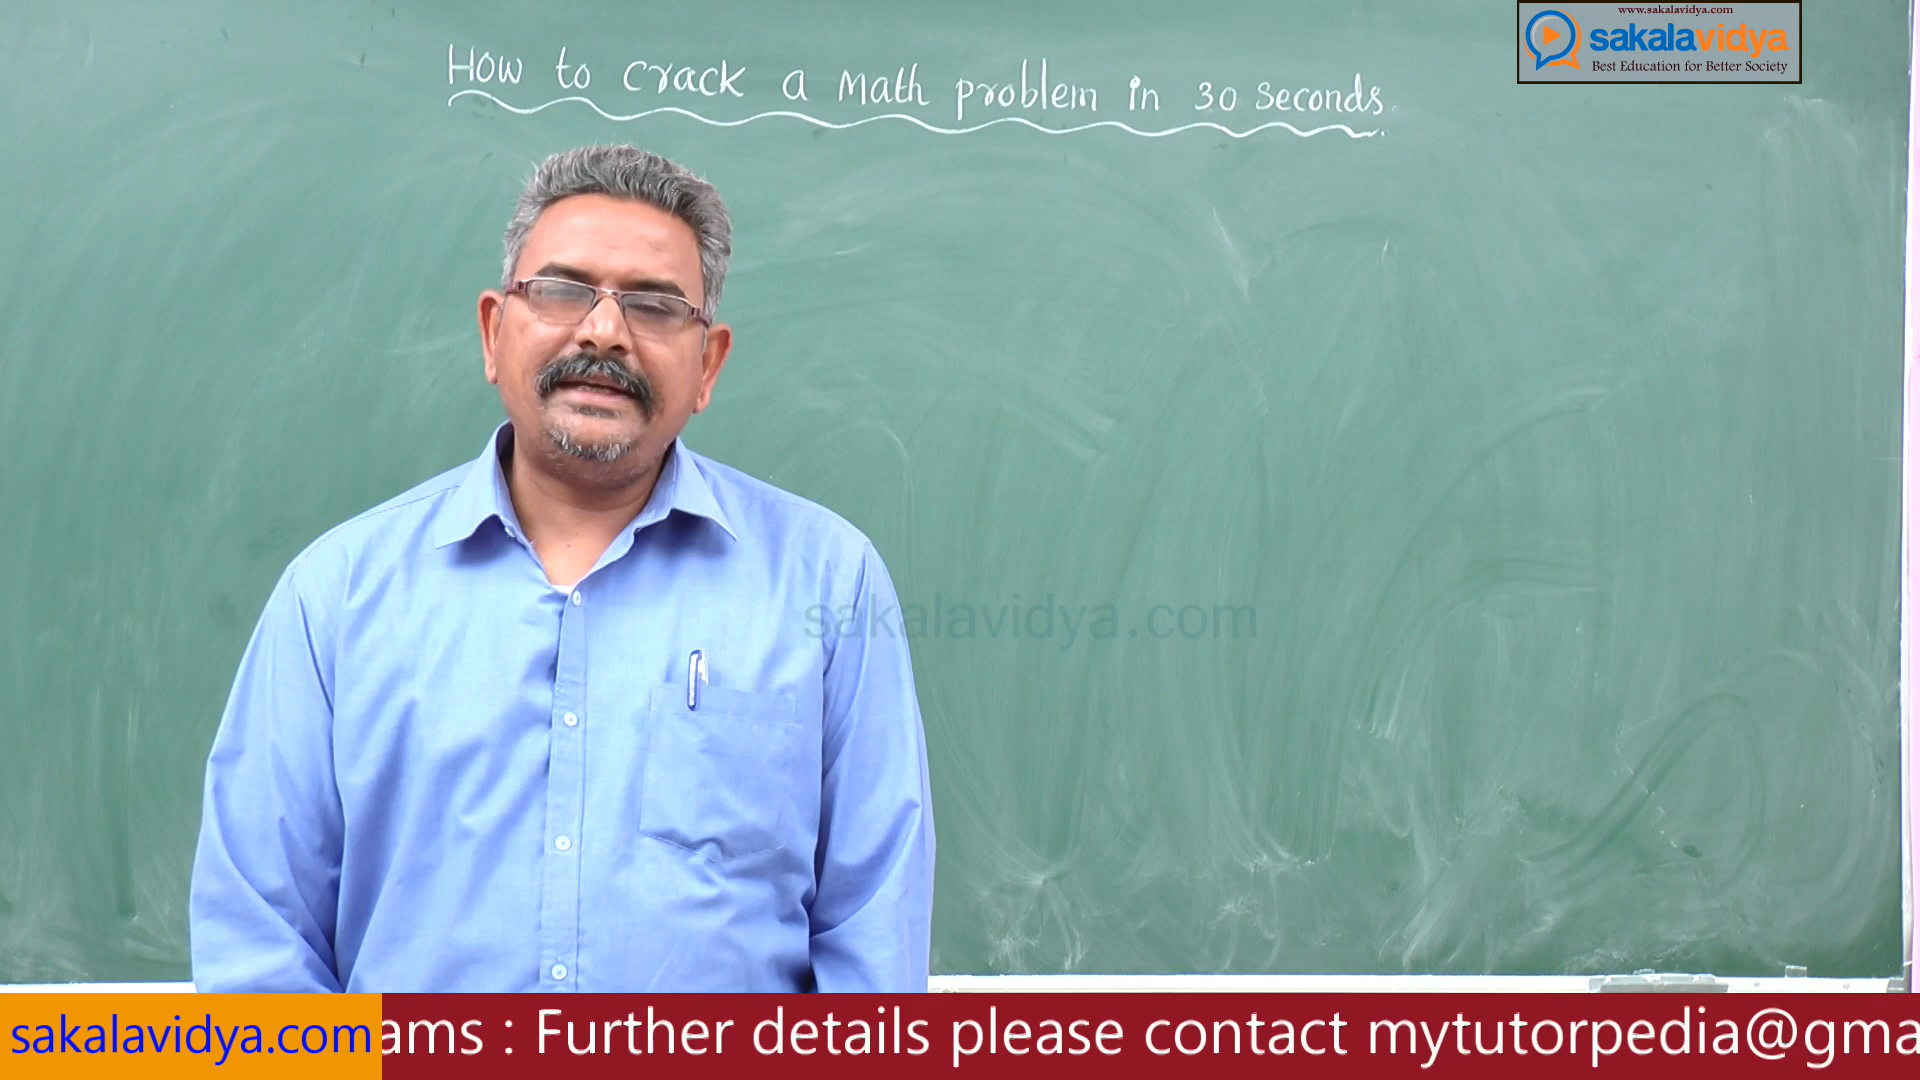 www.sakalavidya.com
sakalavidya
Best Education for Better Society
How to crack a Math problem in 30 seconds.
sakalavidya.com
sakalavidya.com
ams : Further details please contact mytutorpedia@gma